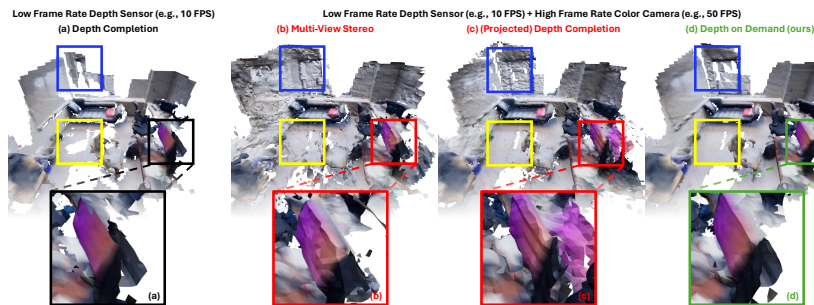 Low Frame Rate Depth Sensor (e.g., 10 FPS)
(a) Depth Completion
Low Frame Rate Depth Sensor (e.g., 10 FPS) + High Frame Rate Color Camera (e.g., 50 FPS)
(b) Multi-View Stereo
(c) (Projected) Depth Completion
(d) Depth on Demand (ours)
(a)
(b)
(c)
(d)